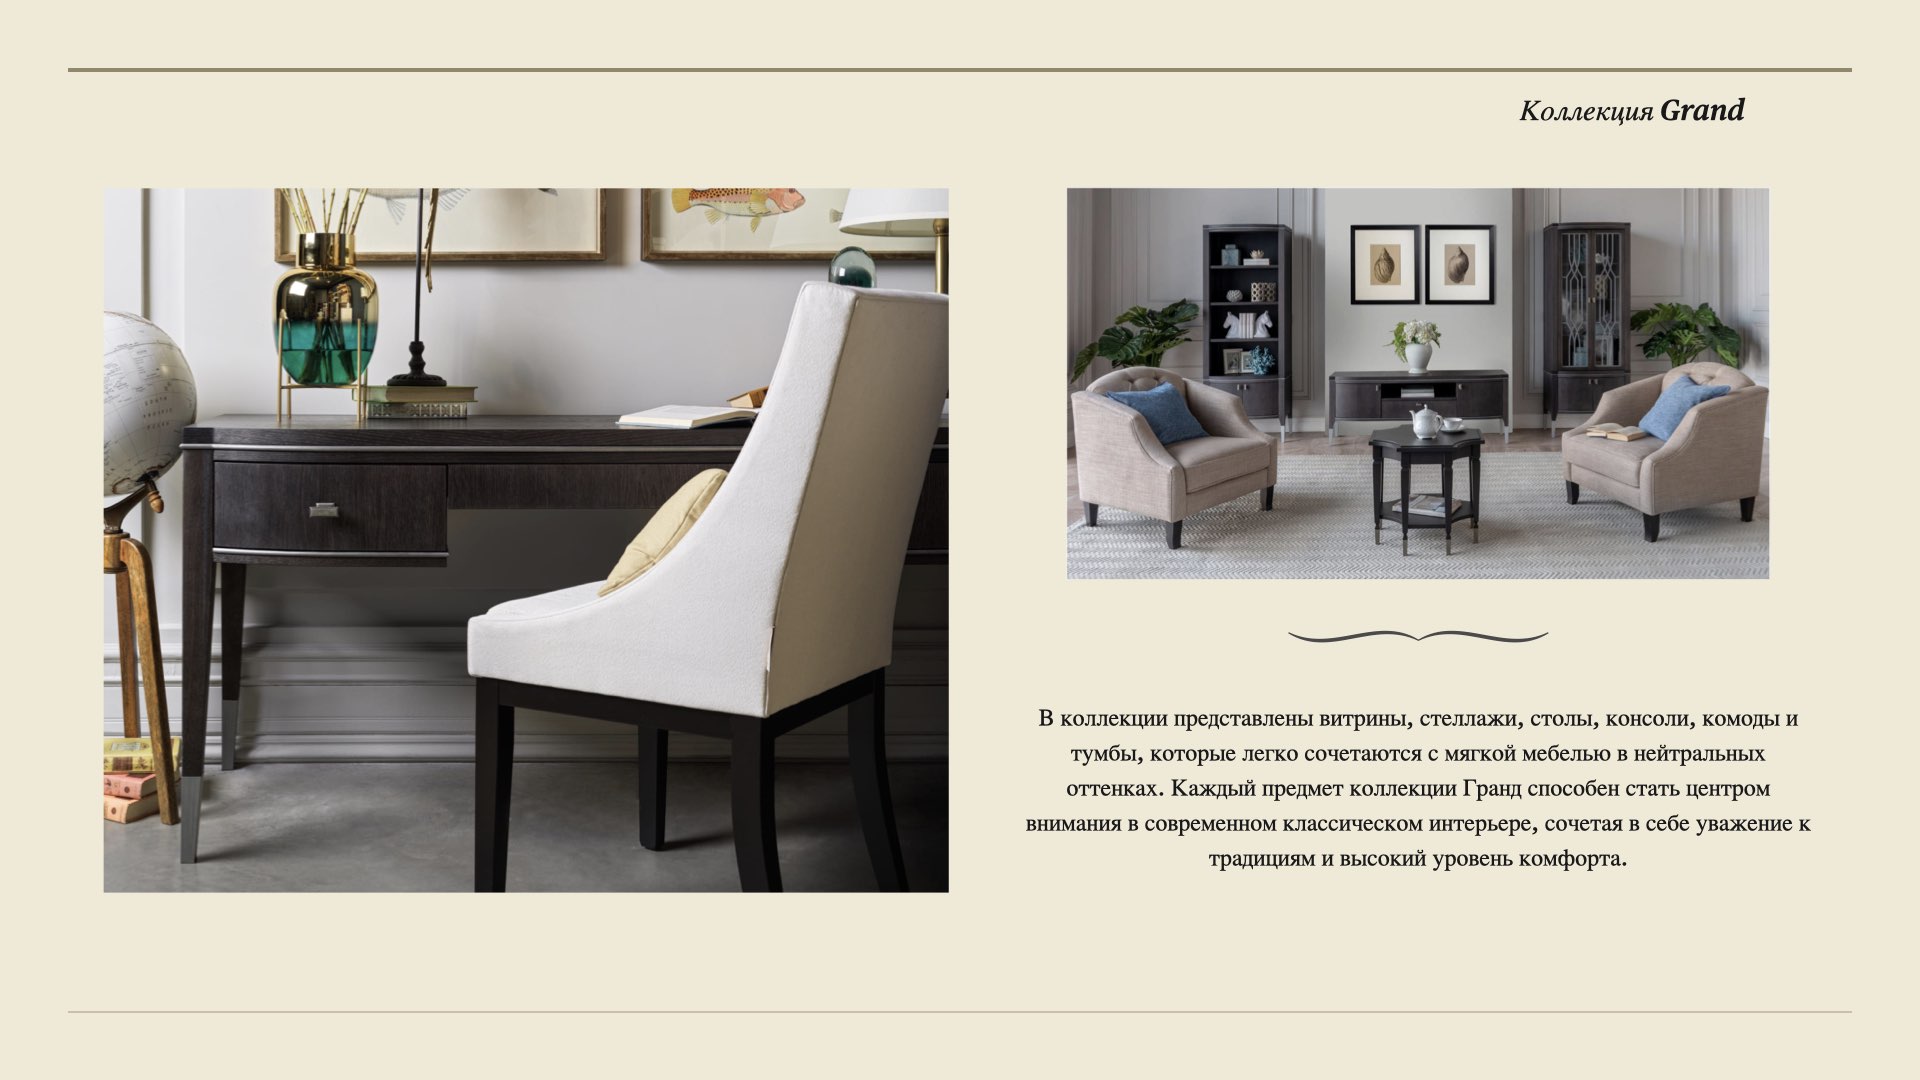 Коллекция Grand
В коллекции представлены витрины, стеллажи, столы, консоли, комоды и
тумбы, которые легко сочетаются с мягкой мебелью в нейтральных
оттенках. Каждый предмет коллекции Гранд способен стать центром
внимания в современном классическом интерьере, сочетая в себе уважение к
традициям и высокий уровень комфорта.